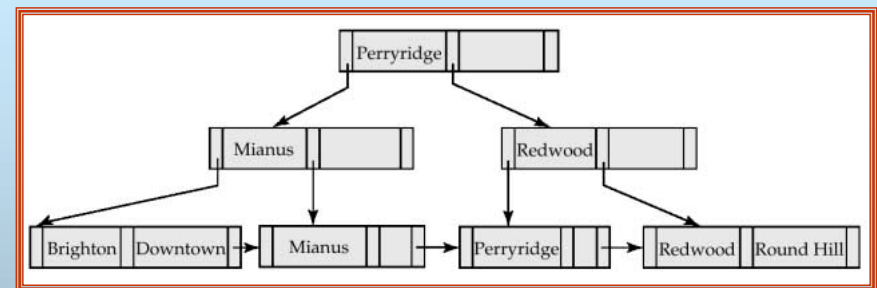 Perryridge
Mianus Redwood
Brighton Downtown Mianus Perryridge Redwood Round Hill